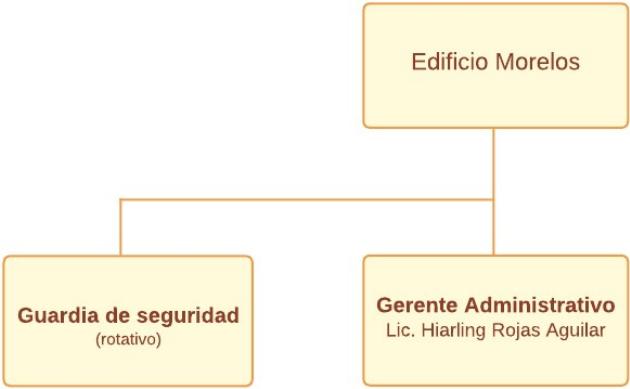 Edificio Morelos
Guardia de seguridad
(rotativo)
Gerente Administrativo
Lic. Hiarling Rojas Aguilar